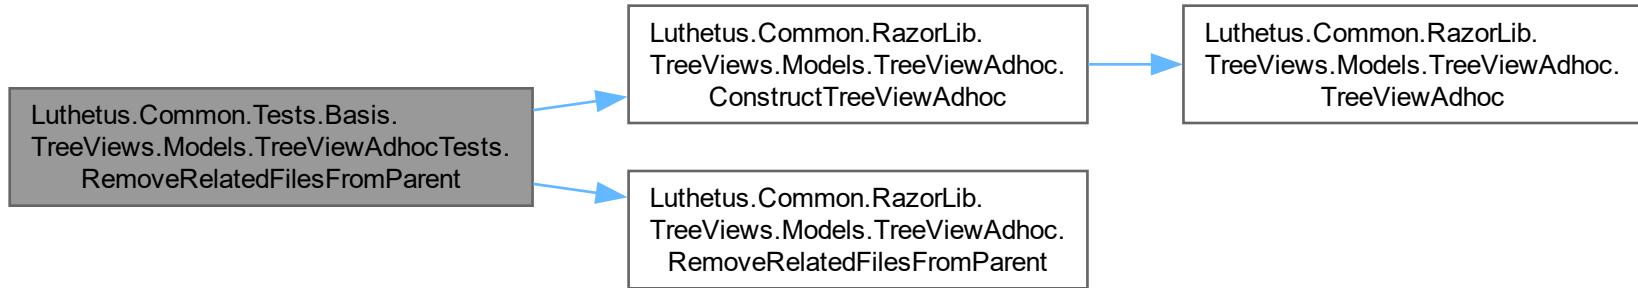 Luthetus.Common.Tests.Basis.
TreeViews.Models.TreeViewAdhocTests.
RemoveRelatedFilesFromParent
Luthetus.Common.RazorLib.
TreeViews.Models.TreeViewAdhoc.
ConstructTreeViewAdhoc
Luthetus.Common.RazorLib.
TreeViews.Models.TreeViewAdhoc.
TreeViewAdhoc
Luthetus.Common.RazorLib.
TreeViews.Models.TreeViewAdhoc.
RemoveRelatedFilesFromParent